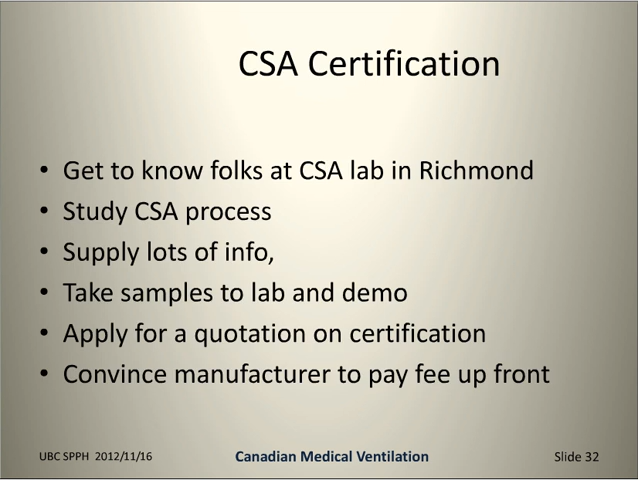 CSA Certification
• Get to know folks at CSA lab in Richmond
• Study CSA process
• Supply lots of info,
• Take samples to lab and demo
• Apply for a quotation on certification
• Convince manufacturer to pay fee up front
UBC SPPH 2012/11/16 Canadian Medical Ventilation Slide 32